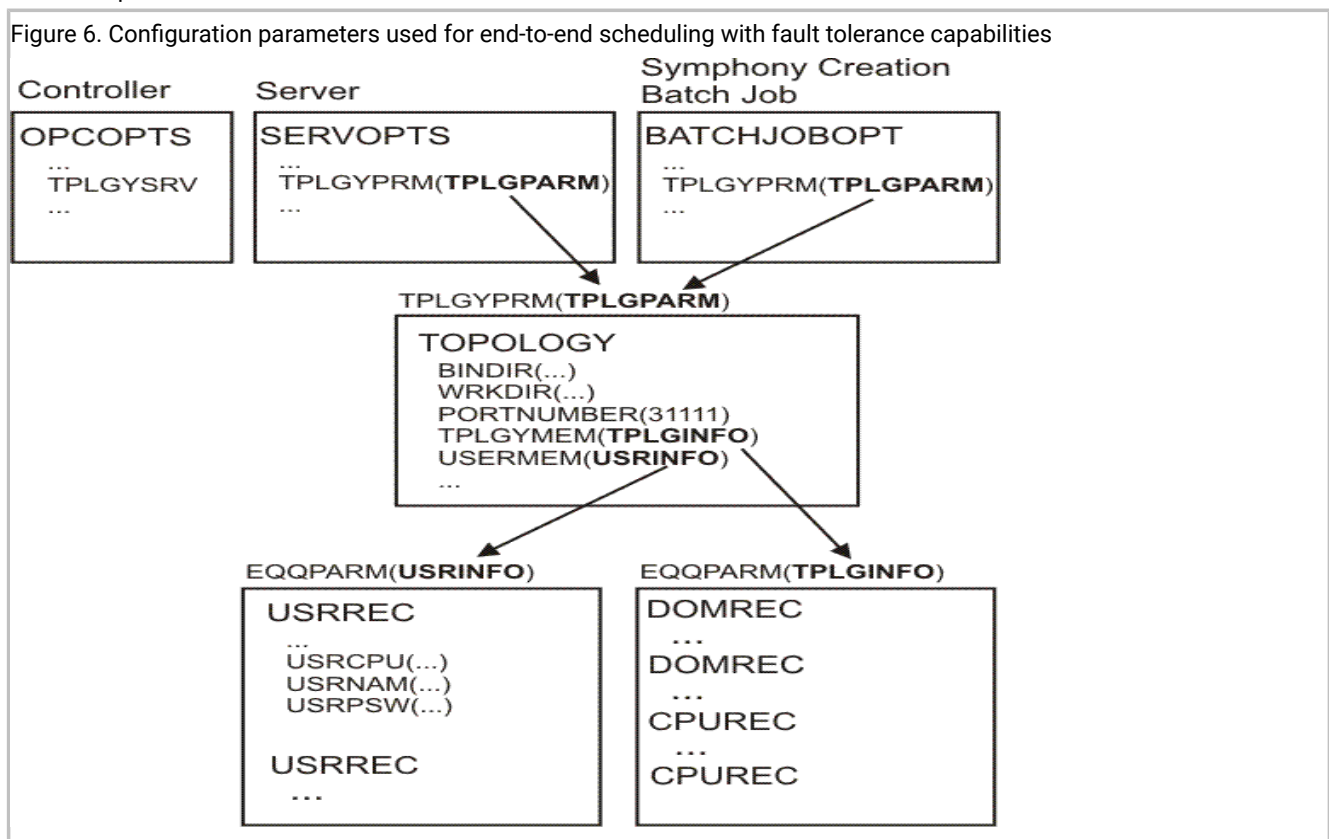 Figure 6. Configuration parameters used for end-to-end scheduling with fault tolerance capabilities
Controller
OPCOPTS
...
TPLGYSRV
...
Server
SERVOPTS
...
TPLGYPRM(TPLGPARM)
...
Symphony Creation
Batch Job
BATCHJOBOPT
...
TPLGYPRM(TPLGPARM)
...
TPLGYPRM(TPLGPARM)
TOPOLOGY
BINDIR(...)
WRKDIR(...)
PORTNUMBER(31111)
TPLGYMEM(TPLGINFO)
USERMEM(USRINFO)
...
EQQPARM(USRINFO)
USRREC
...
USRCPU(...)
USRNAM(...)
USRPSW(...)
USRREC
...
EQQPARM(TPLGINFO)
DOMREC
...
DOMREC
...
CPUREC
...
CPUREC